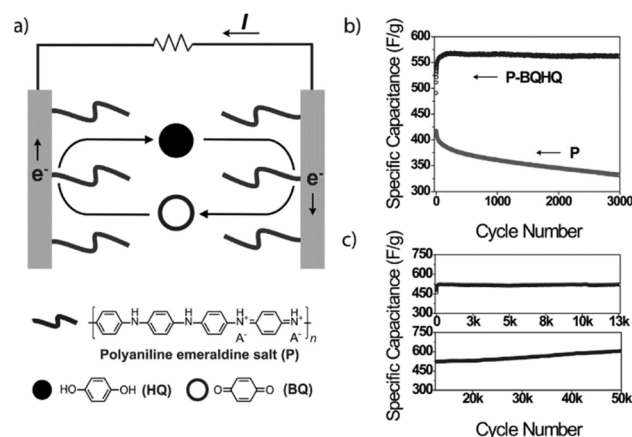 a)
I
e-
e-
H
N
H
N
H
N+
A-
H
N+
A-
n
Polyaniline emeraldine salt (P)
HO
OH
(HQ)
O
O
(BQ)
b)
Specific Capacitance (F/g)
600
550
500
450
400
350
300
P-BQHQ
P
0
1000
2000
3000
Cycle Number
c)
Specific Capacitance (F/g)
750
600
450
300
0
3k
5k
8k
10k
13k
750
600
450
300
20k
30k
40k
50k
Cycle Number